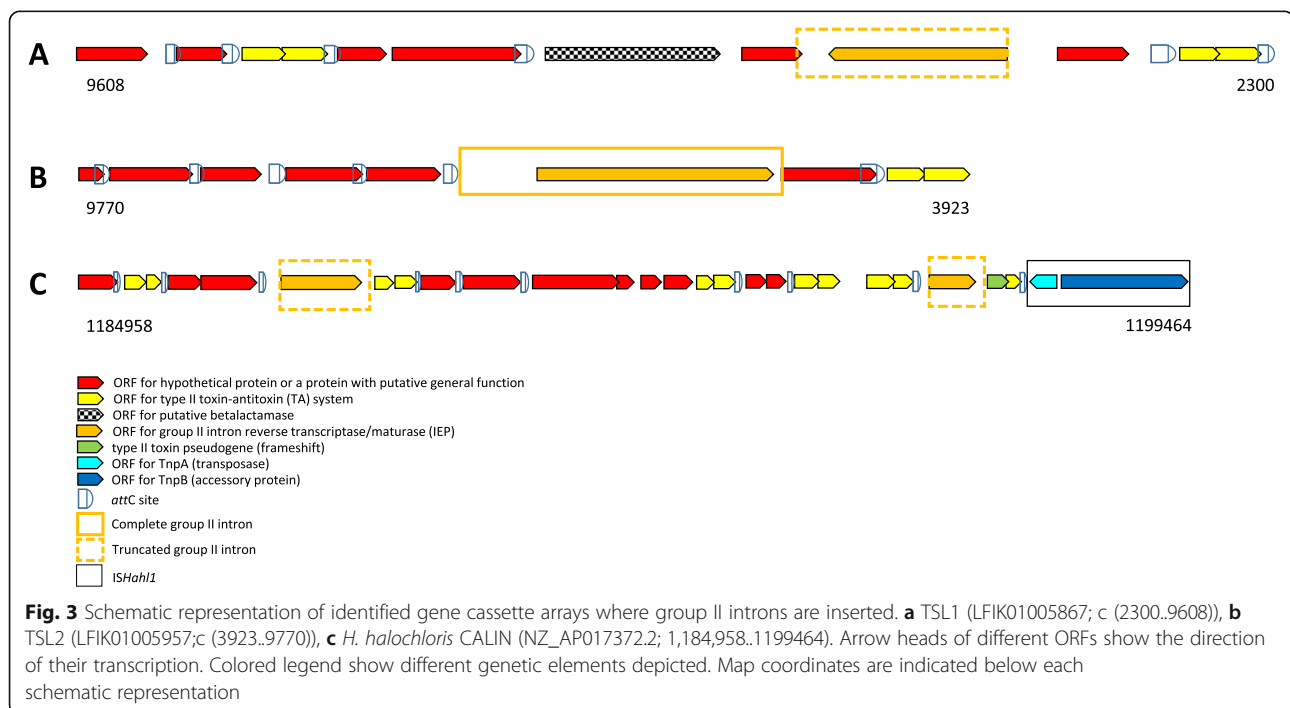 A
9608
2300
B
9770
3923
C
1184958
1199464
ORF for hypothetical protein or a protein with putative general function
ORF for type II toxin-antitoxin (TA) system
ORF for putative betalactamase
ORF for group II intron reverse transcriptase/maturase (IEP)
type II toxin pseudogene (frameshift)
ORF for TnpA (transposase)
ORF for TnpB (accessory protein)
attC site
Complete group II intron
Truncated group II intron
ISHahl1
Fig. 3 Schematic representation of identified gene cassette arrays where group II introns are inserted. a TSL1 (LFIK01005867; c (2300..9608)), b
TSL2 (LFIK01005957;c (3923..9770)), c H. halochloris CALIN (NZ_AP017372.2; 1,184,958..1199464). Arrow heads of different ORFs show the direction
of their transcription. Colored legend show different genetic elements depicted. Map coordinates are indicated below each
schematic representation